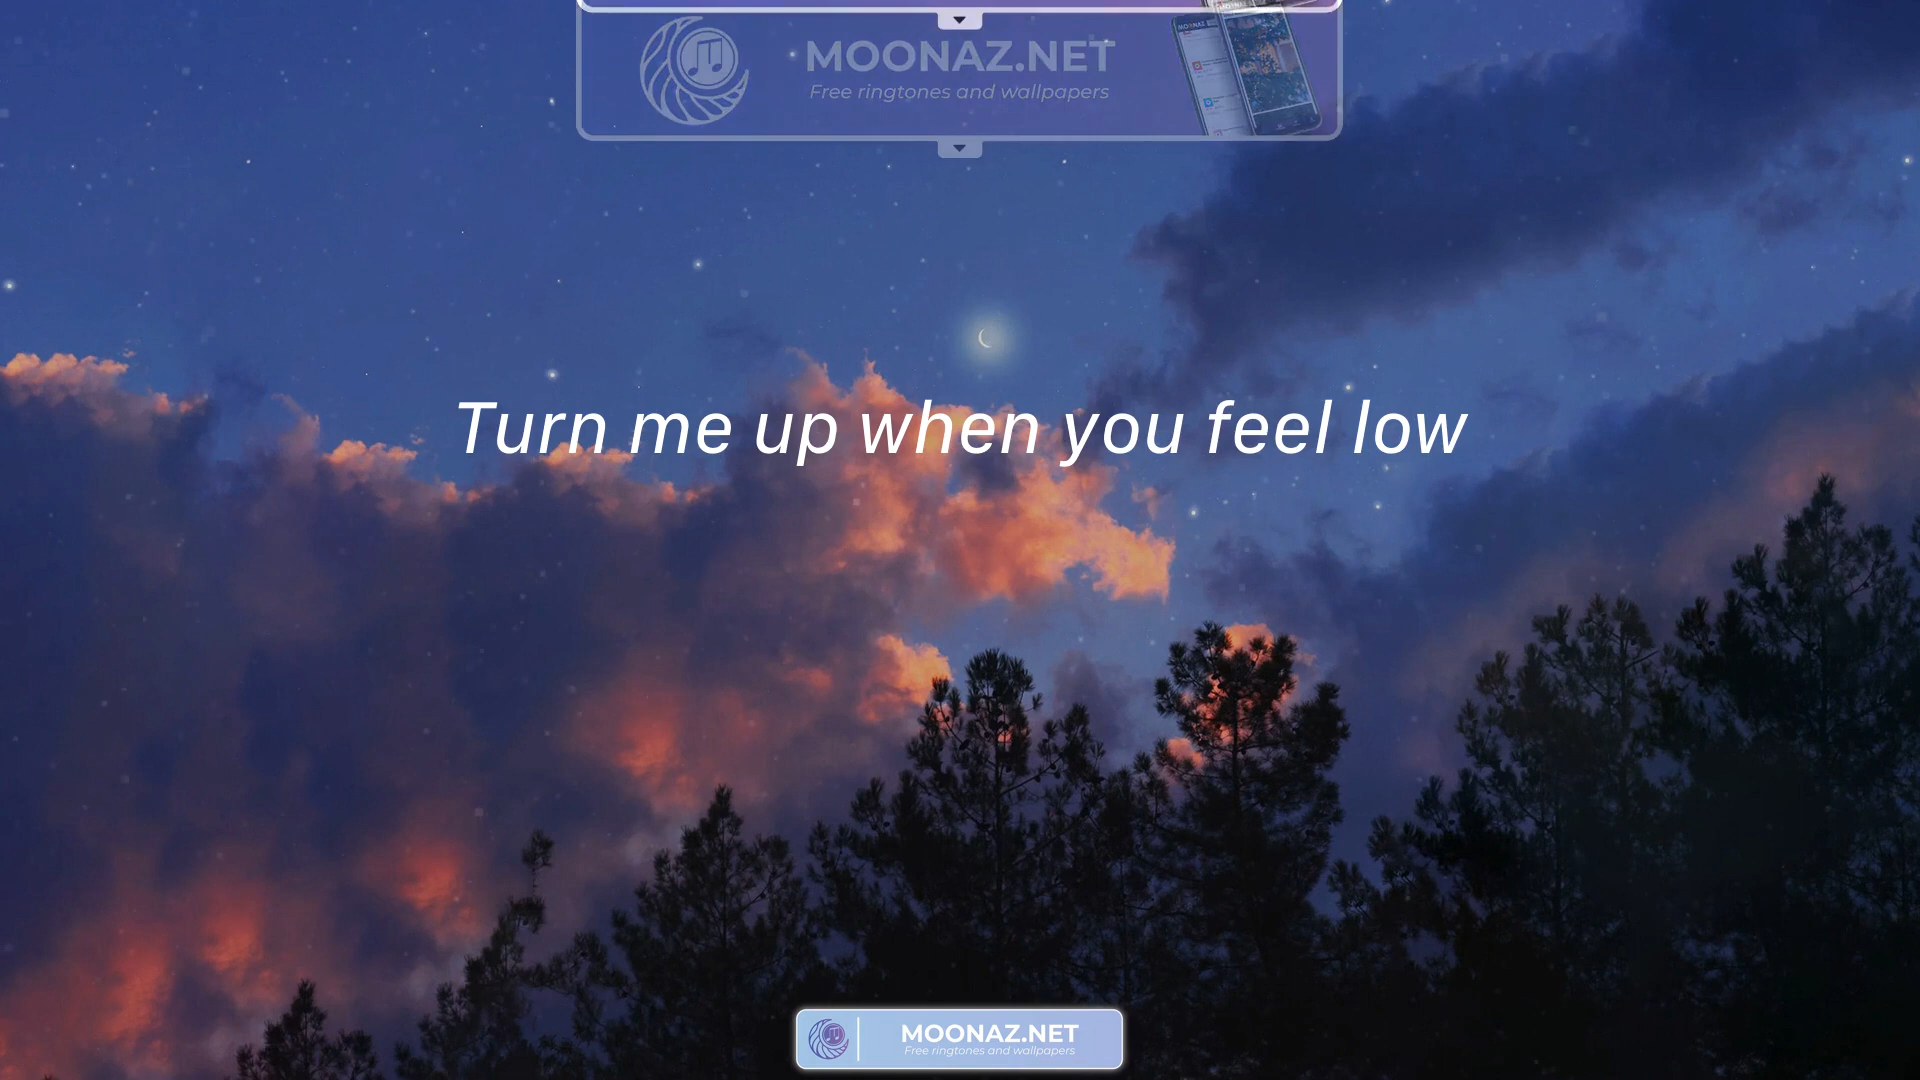 MOONAZ.NET
Free ringtones and wallpapers
Turn me up when you feel low
MOONAZ.NET
Free ringtones and wallpapers